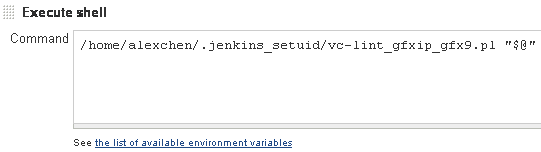 Execute shell
Command
/home/alexchen/.jenkins_setuid/vc-lint_gfxip_gfx9.pl "$@"
See the list of available environment variables